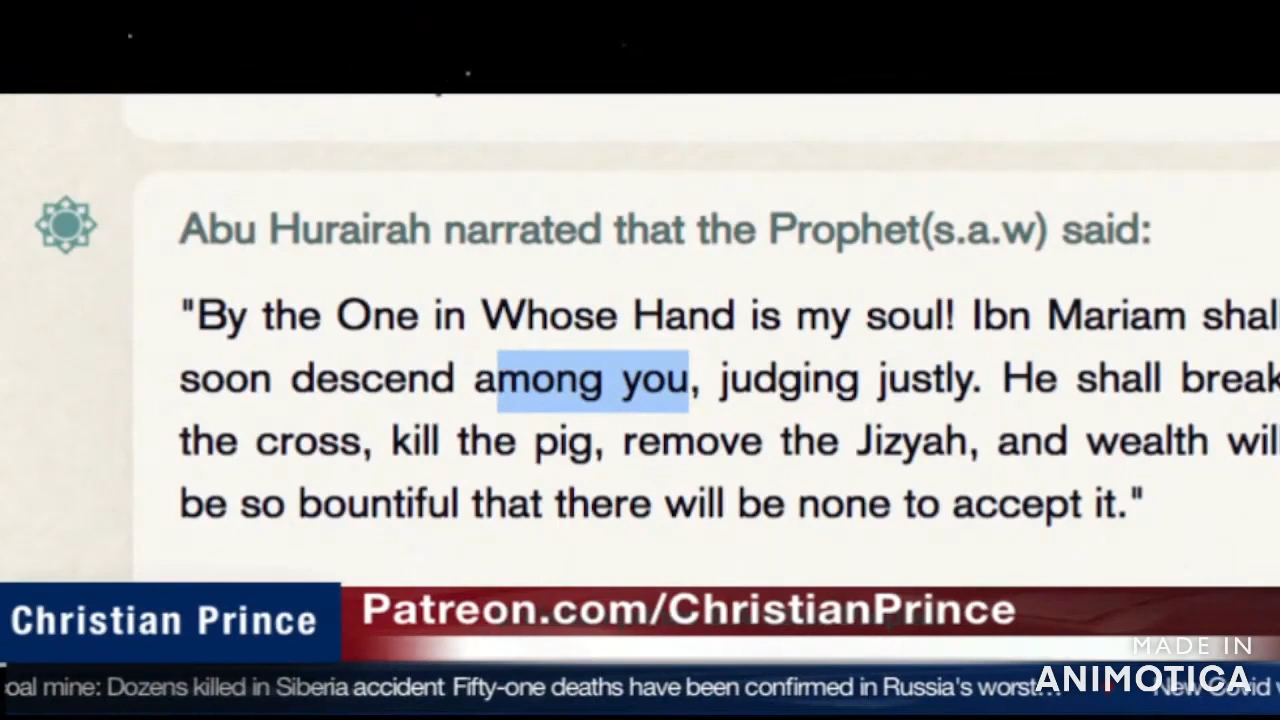 Abu Hurairah narrated that the Prophet(s.a.w) said:
"By the One in Whose Hand is my soul! Ibn Mariam shal
soon descend among you, judging justly. He shall break
the cross, kill the pig, remove the Jizyah, and wealth wil
be so bountiful that there will be none to accept it."
Christian Prince
Patreon.com/ChristianPrince
MADE IN
ANIMOTICA
oal mine: Dozens killed in Siberia accident Fifty-one deaths have been confirmed in Russia's worst... New Covid v